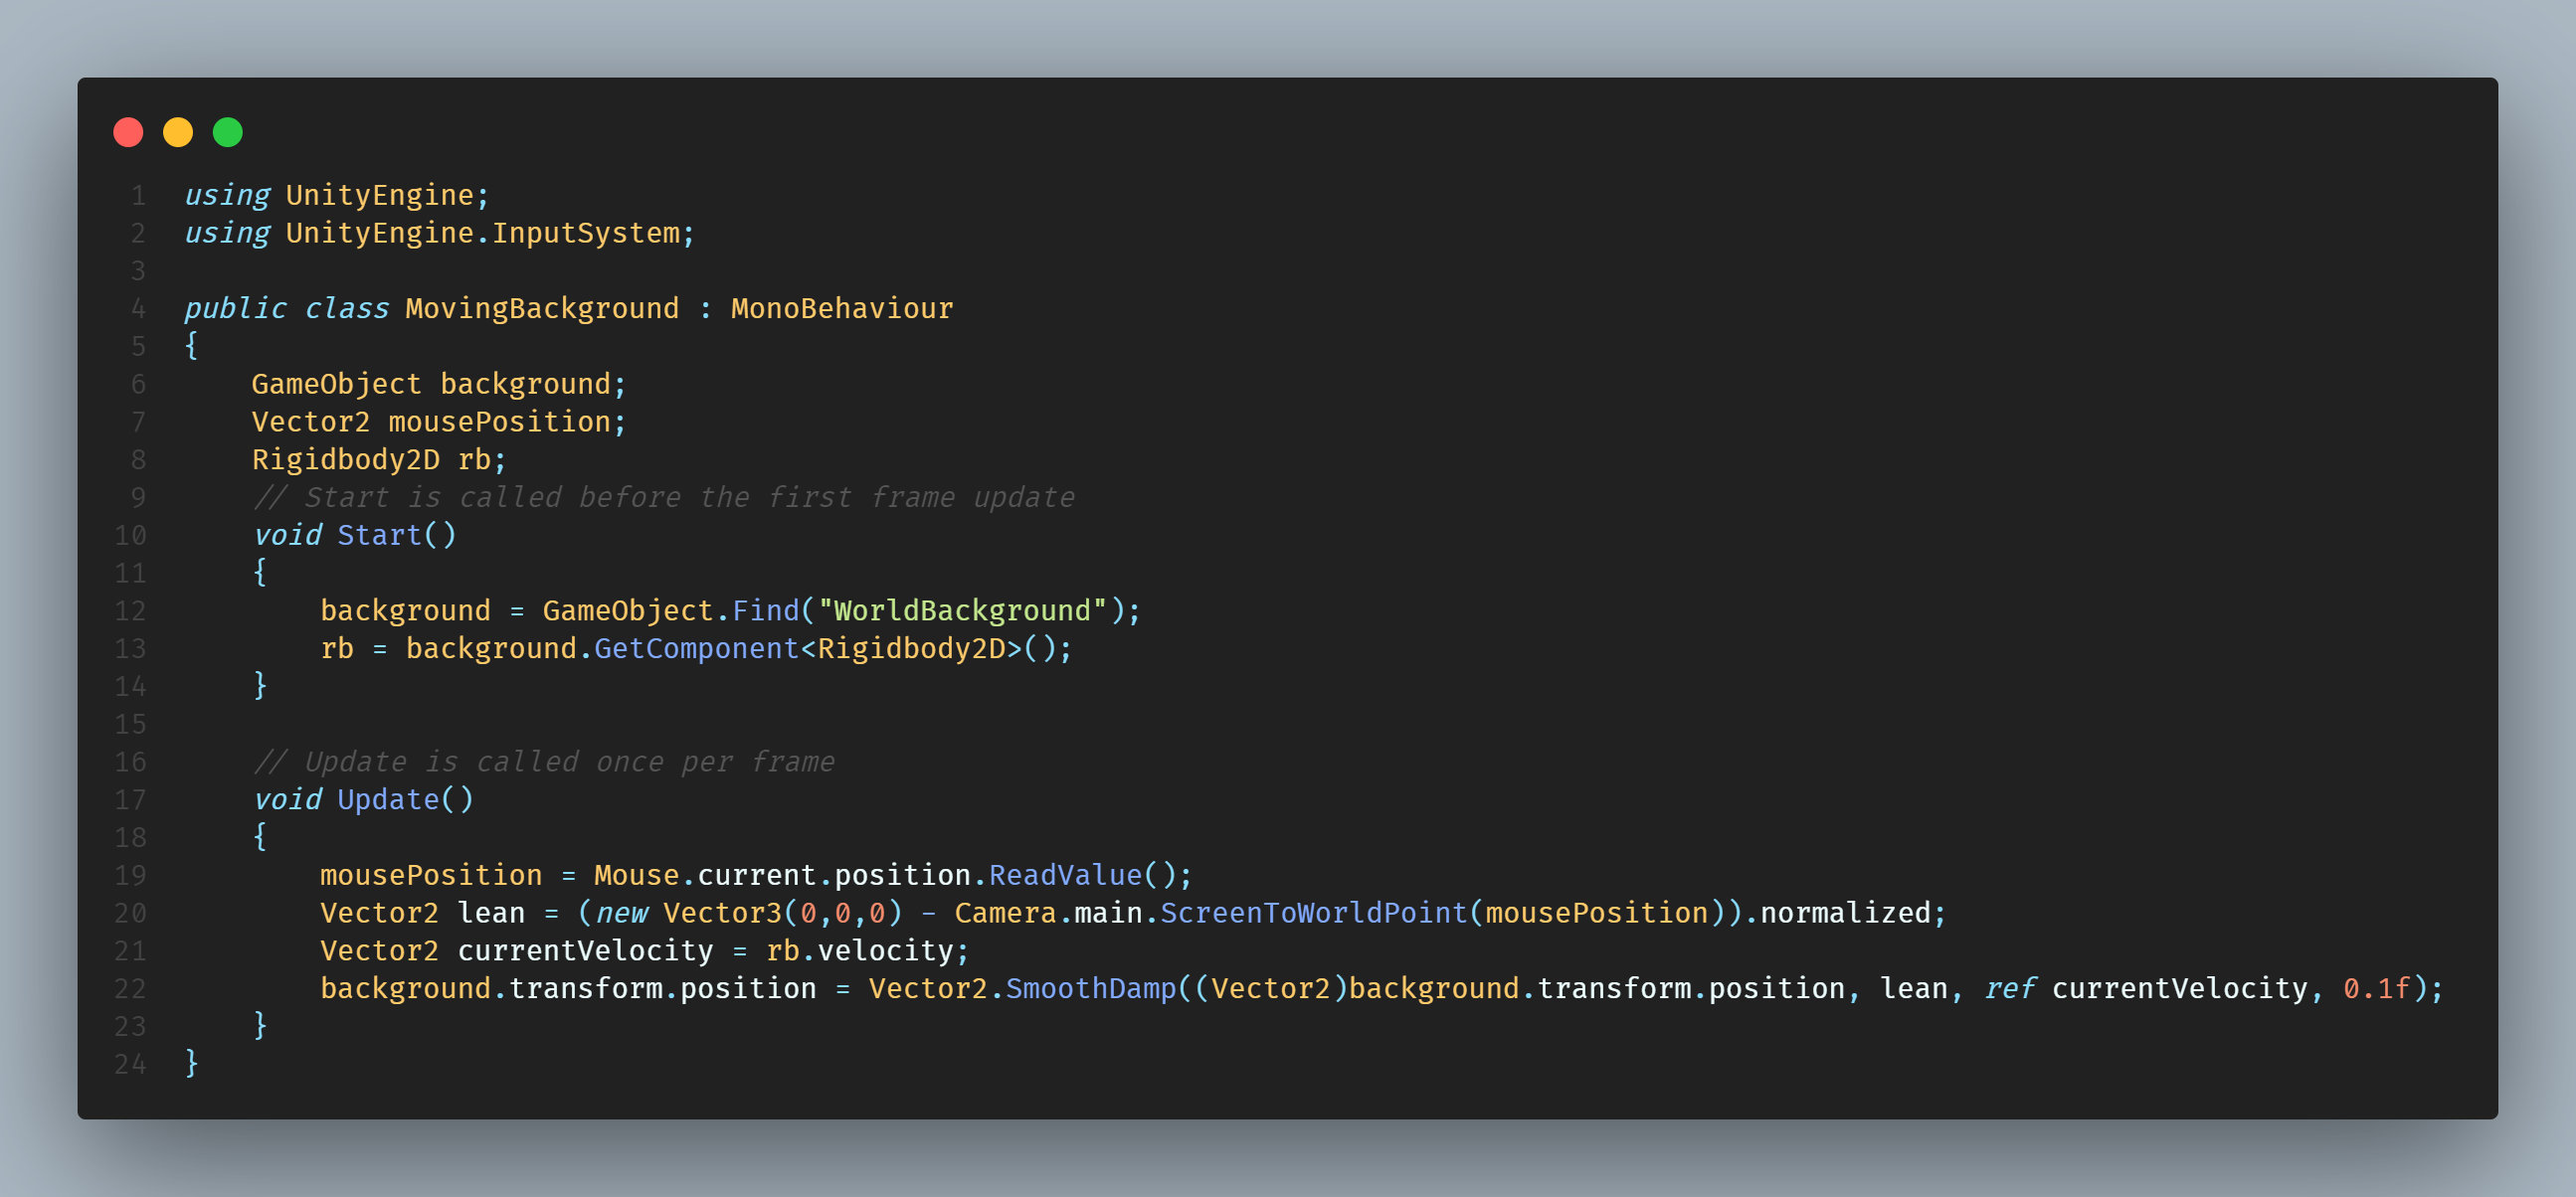 1 using UnityEngine;
2 using UnityEngine.InputSystem;
3
4 public class MovingBackground : MonoBehaviour
5 {
6     GameObject background;
7     Vector2 mousePosition;
8     Rigidbody2D rb;
9     // Start is called before the first frame update
10     void Start()
11     {
12         background = GameObject.Find("WorldBackground");
13         rb = background.GetComponent<Rigidbody2D>();
14     }
15
16     // Update is called once per frame
17     void Update()
18     {
19         mousePosition = Mouse.current.position.ReadValue();
20         Vector2 lean = (new Vector3(0,0,0) - Camera.main.ScreenToWorldPoint(mousePosition)).normalized;
21         Vector2 currentVelocity = rb.velocity;
22         background.transform.position = Vector2.SmoothDamp((Vector2)background.transform.position, lean, ref currentVelocity, 0.1f);
23     }
24 }